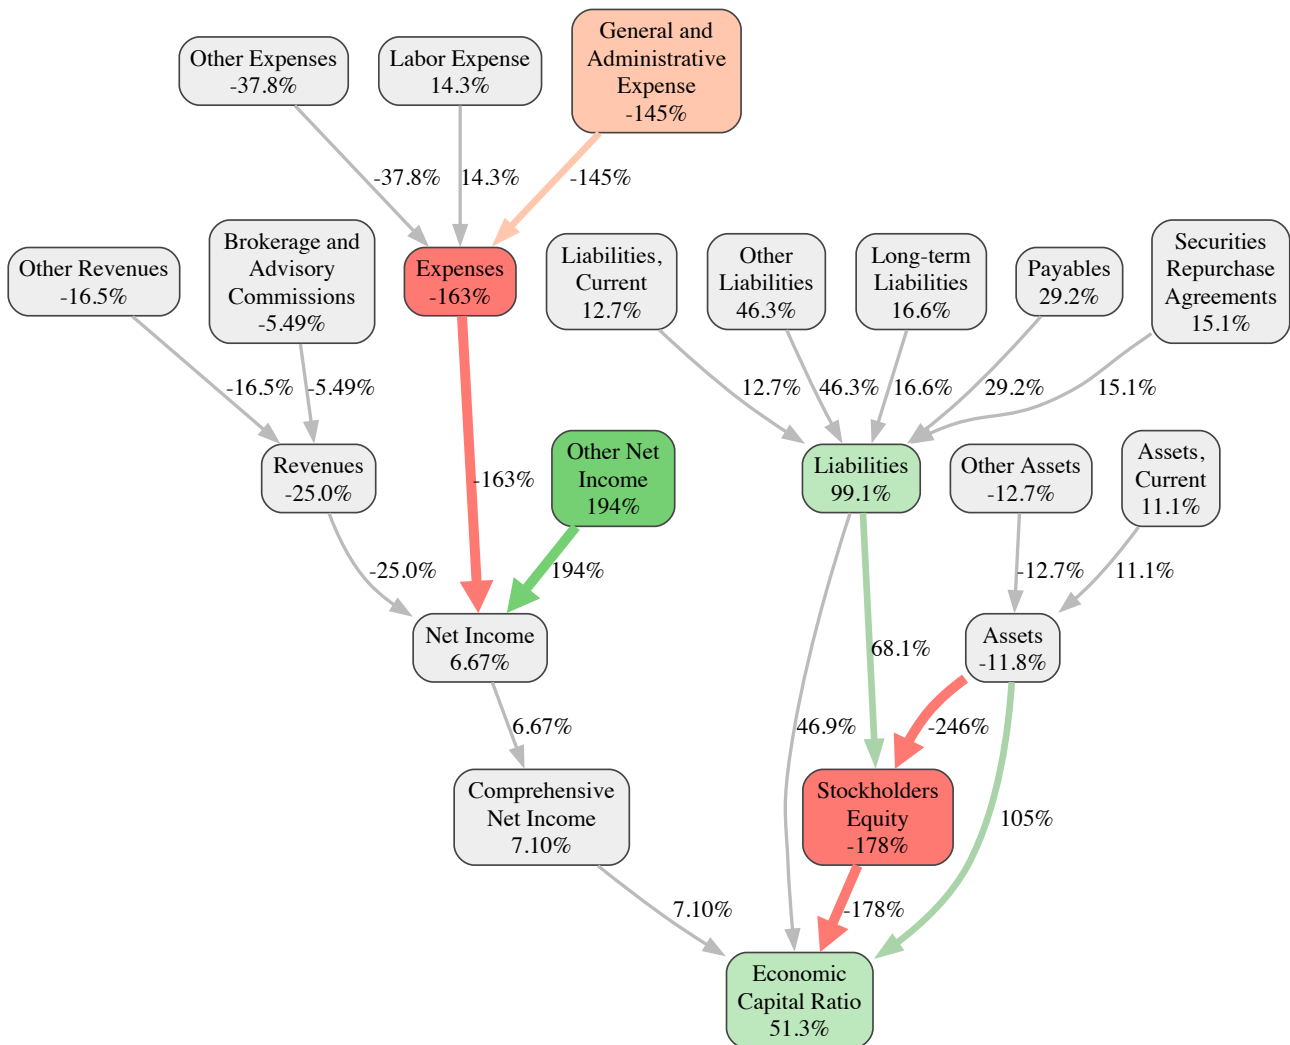 General and
Administrative
Expense
-145%
Other Expenses
-37.8%
Labor Expense
14.3%
-37.8%
14.3%
-145%
Other Revenues
-16.5%
Brokerage and
Advisory
Commissions
-5.49%
Expenses
-163%
Liabilities,
Current
12.7%
Other
Liabilities
46.3%
Long-term
Liabilities
16.6%
Payables
29.2%
Securities
Repurchase
Agreements
15.1%
-16.5%
-5.49%
12.7%
46.3%
16.6%
29.2%
15.1%
Revenues
-25.0%
-163%
Other Net
Income
194%
Liabilities
99.1%
Other Assets
-12.7%
Assets,
Current
11.1%
-25.0%
194%
-12.7%
11.1%
Net Income
6.67%
68.1%
Assets
-11.8%
6.67%
46.9%
-246%
Comprehensive
Net Income
7.10%
Stockholders
Equity
-178%
105%
7.10%
-178%
Economic
Capital Ratio
51.3%